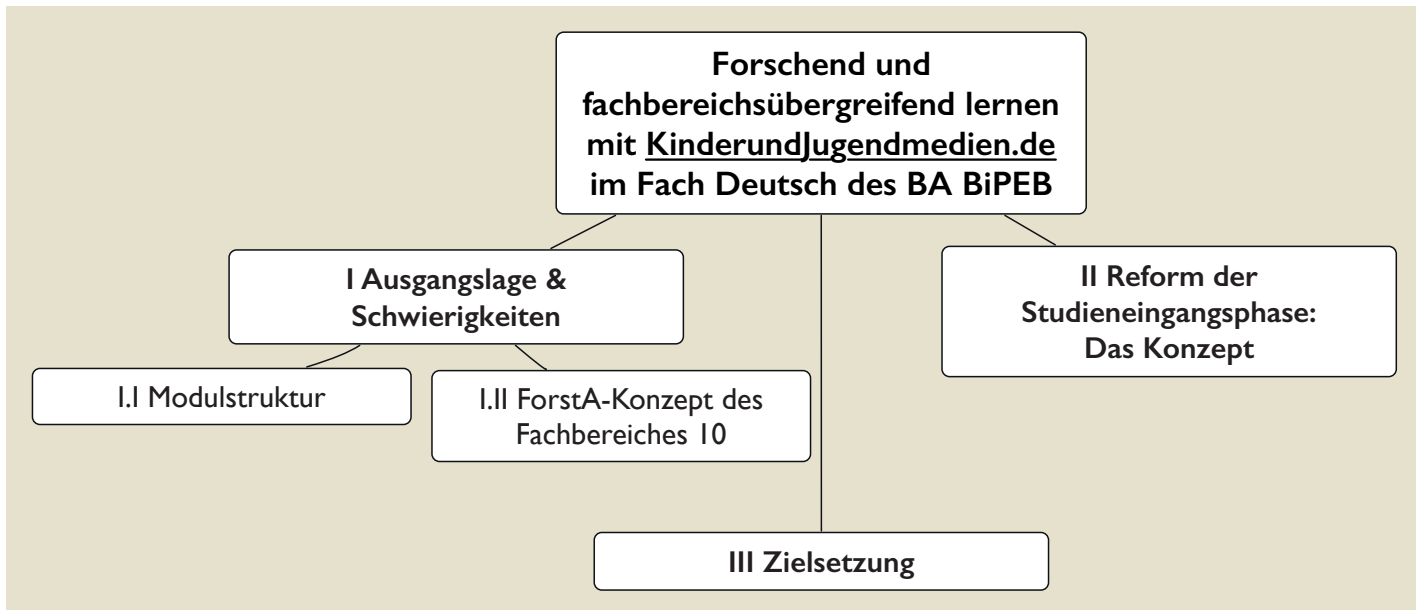 Forschend und
fachbereichsübergreifend lernen
mit KinderundJugendmedien.de
im Fach Deutsch des BA BiPEB
I Ausgangslage &
Schwierigkeiten
II Reform der
Studieneingangsphase:
Das Konzept
I.I Modulstruktur
I.II ForstA-Konzept des
Fachbereiches 10
III Zielsetzung